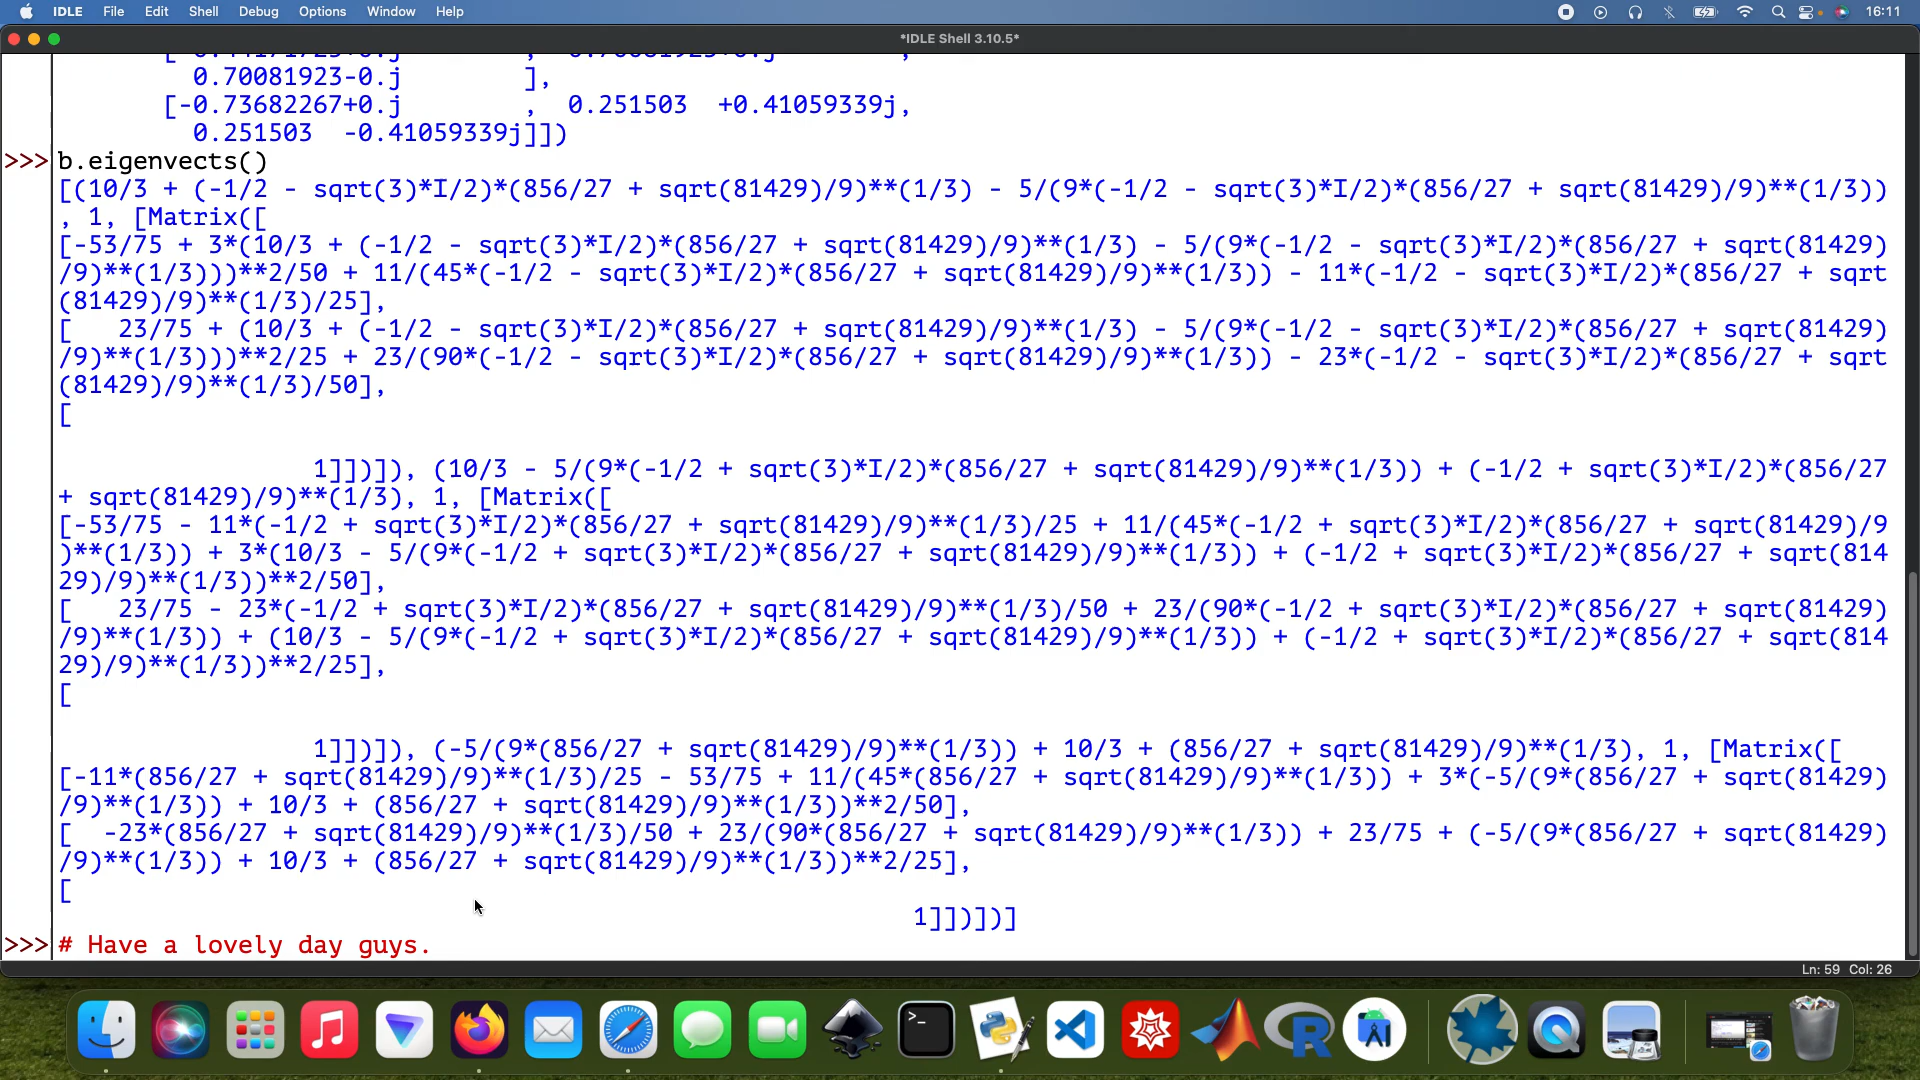 IDLE File Edit Shell Debug Options Window Help 16:11
*IDLE Shell 3.10.5*
0.70081923-0.j ],
[-0.73682267+0.j , 0.251503 +0.41059339j,
0.251503 -0.41059339j]])
>>> b.eigenvects()
[(10/3 + (-1/2 - sqrt(3)*I/2)*(856/27 + sqrt(81429)/9)**(1/3) - 5/(9*(-1/2 - sqrt(3)*I/2)*(856/27 + sqrt(81429)/9)**(1/3))
, 1, [Matrix([
[-53/75 + 3*(10/3 + (-1/2 - sqrt(3)*I/2)*(856/27 + sqrt(81429)/9)**(1/3) - 5/(9*(-1/2 - sqrt(3)*I/2)*(856/27 + sqrt(81429)
/9)**(1/3)))**2/50 + 11/(45*(-1/2 - sqrt(3)*I/2)*(856/27 + sqrt(81429)/9)**(1/3)) - 11*(-1/2 - sqrt(3)*I/2)*(856/27 + sqrt
(81429)/9)**(1/3)/25],
[ 23/75 + (10/3 + (-1/2 - sqrt(3)*I/2)*(856/27 + sqrt(81429)/9)**(1/3) - 5/(9*(-1/2 - sqrt(3)*I/2)*(856/27 + sqrt(81429)
/9)**(1/3)))**2/25 + 23/(90*(-1/2 - sqrt(3)*I/2)*(856/27 + sqrt(81429)/9)**(1/3)) - 23*(-1/2 - sqrt(3)*I/2)*(856/27 + sqrt
(81429)/9)**(1/3)/50],
[
1]])]), (10/3 - 5/(9*(-1/2 + sqrt(3)*I/2)*(856/27 + sqrt(81429)/9)**(1/3)) + (-1/2 + sqrt(3)*I/2)*(856/27
+ sqrt(81429)/9)**(1/3), 1, [Matrix([
[-53/75 - 11*(-1/2 + sqrt(3)*I/2)*(856/27 + sqrt(81429)/9)**(1/3)/25 + 11/(45*(-1/2 + sqrt(3)*I/2)*(856/27 + sqrt(81429)/9
)**(1/3)) + 3*(10/3 - 5/(9*(-1/2 + sqrt(3)*I/2)*(856/27 + sqrt(81429)/9)**(1/3)) + (-1/2 + sqrt(3)*I/2)*(856/27 + sqrt(814
29)/9)**(1/3))**2/50],
[ 23/75 - 23*(-1/2 + sqrt(3)*I/2)*(856/27 + sqrt(81429)/9)**(1/3)/50 + 23/(90*(-1/2 + sqrt(3)*I/2)*(856/27 + sqrt(81429)
/9)**(1/3)) + (10/3 - 5/(9*(-1/2 + sqrt(3)*I/2)*(856/27 + sqrt(81429)/9)**(1/3)) + (-1/2 + sqrt(3)*I/2)*(856/27 + sqrt(814
29)/9)**(1/3))**2/25],
[
1]])]), (-5/(9*(856/27 + sqrt(81429)/9)**(1/3)) + 10/3 + (856/27 + sqrt(81429)/9)**(1/3), 1, [Matrix([
[-11*(856/27 + sqrt(81429)/9)**(1/3)/25 - 53/75 + 11/(45*(856/27 + sqrt(81429)/9)**(1/3)) + 3*(-5/(9*(856/27 + sqrt(81429)
/9)**(1/3)) + 10/3 + (856/27 + sqrt(81429)/9)**(1/3))**2/50],
[ -23*(856/27 + sqrt(81429)/9)**(1/3)/50 + 23/(90*(856/27 + sqrt(81429)/9)**(1/3)) + 23/75 + (-5/(9*(856/27 + sqrt(81429)
/9)**(1/3)) + 10/3 + (856/27 + sqrt(81429)/9)**(1/3))**2/25],
[
1]])])]
>>> # Have a lovely day guys.
Ln: 59 Col: 26